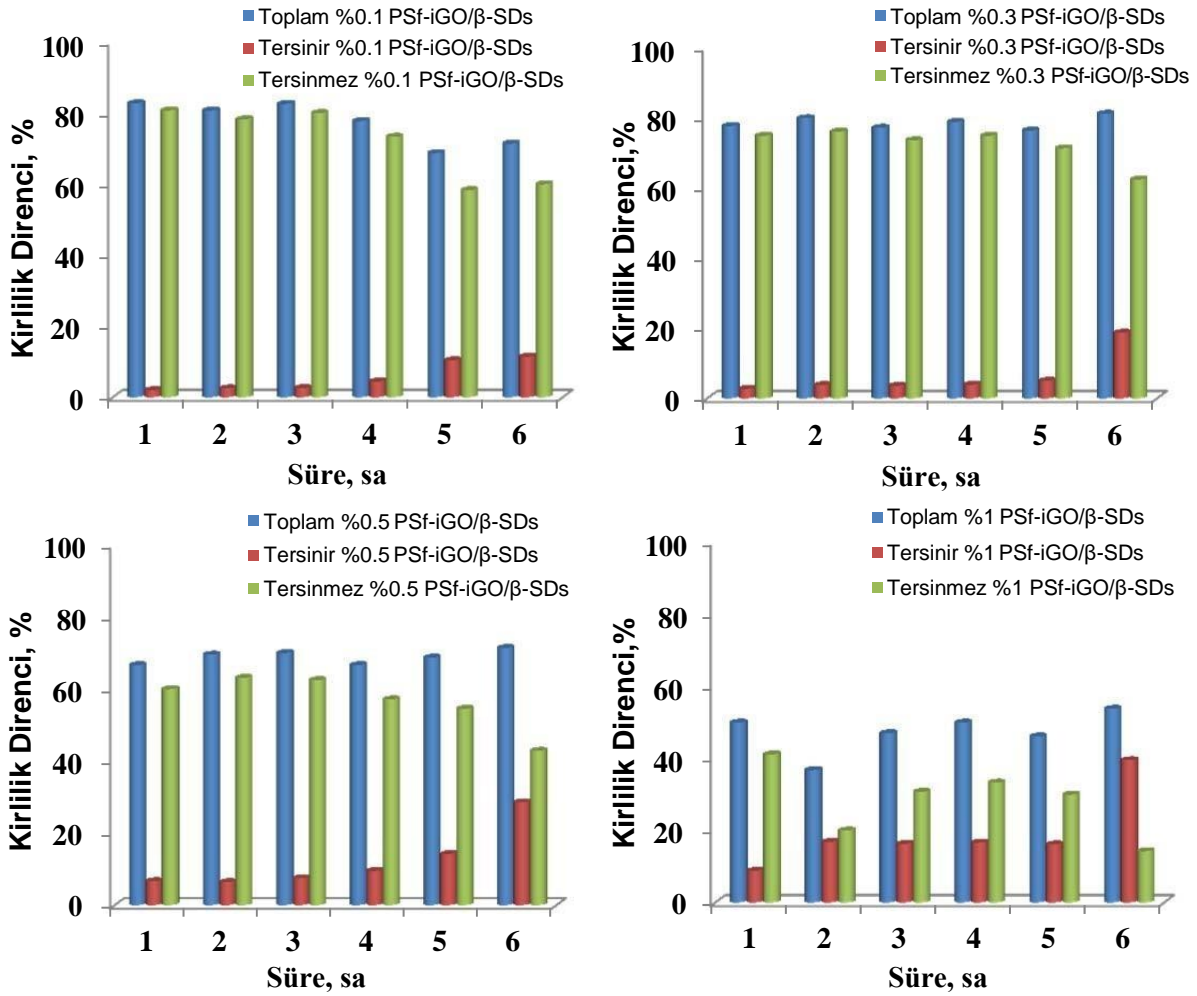 Toplam %0.1 PSf-iGO/β-SDs
Tersinir %0.1 PSf-iGO/β-SDs
Tersinmez %0.1 PSf-iGO/β-SDs
Kirlilik Direnci, %
100
80
60
40
20
0
1 2 3 4 5 6
Süre, sa
Toplam %0.3 PSf-iGO/β-SDs
Tersinir %0.3 PSf-iGO/β-SDs
Tersinmez %0.3 PSf-iGO/β-SDs
Kirlilik Direnci,%
100
80
60
40
20
0
1 2 3 4 5 6
Süre, sa
Toplam %0.5 PSf-iGO/β-SDs
Tersinir %0.5 PSf-iGO/β-SDs
Tersinmez %0.5 PSf-iGO/β-SDs
Kirlilik Direnci, %
100
80
60
40
20
0
1 2 3 4 5 6
Süre, sa
Toplam %1 PSf-iGO/β-SDs
Tersinir %1 PSf-iGO/β-SDs
Tersinmez %1 PSf-iGO/β-SDs
Kirlilik Direnci,%
100
80
60
40
20
0
1 2 3 4 5 6
Süre, sa